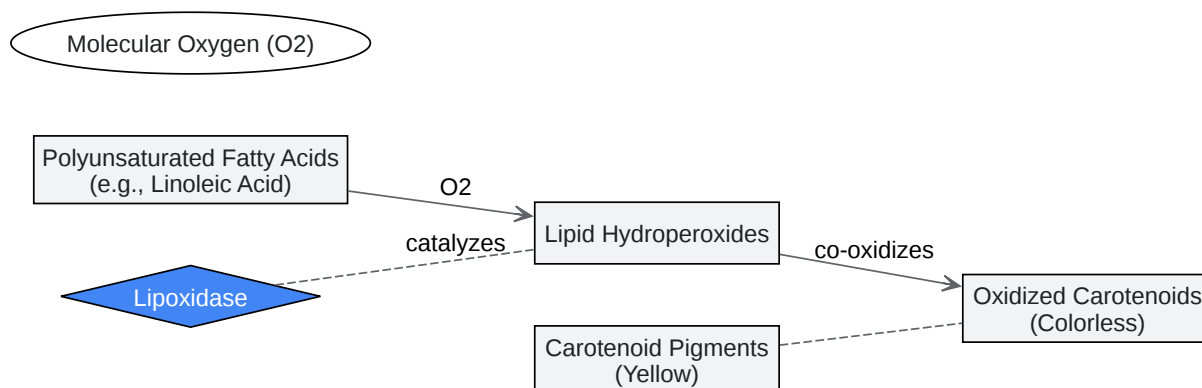 Molecular Oxygen (O2)
Polyunsaturated Fatty Acids
(e.g., Linoleic Acid)
O2
Lipid Hydroperoxides
catalyzes
Lipoxidase
co-oxidizes
Oxidized Carotenoids
(Colorless)
Carotenoid Pigments
(Yellow)